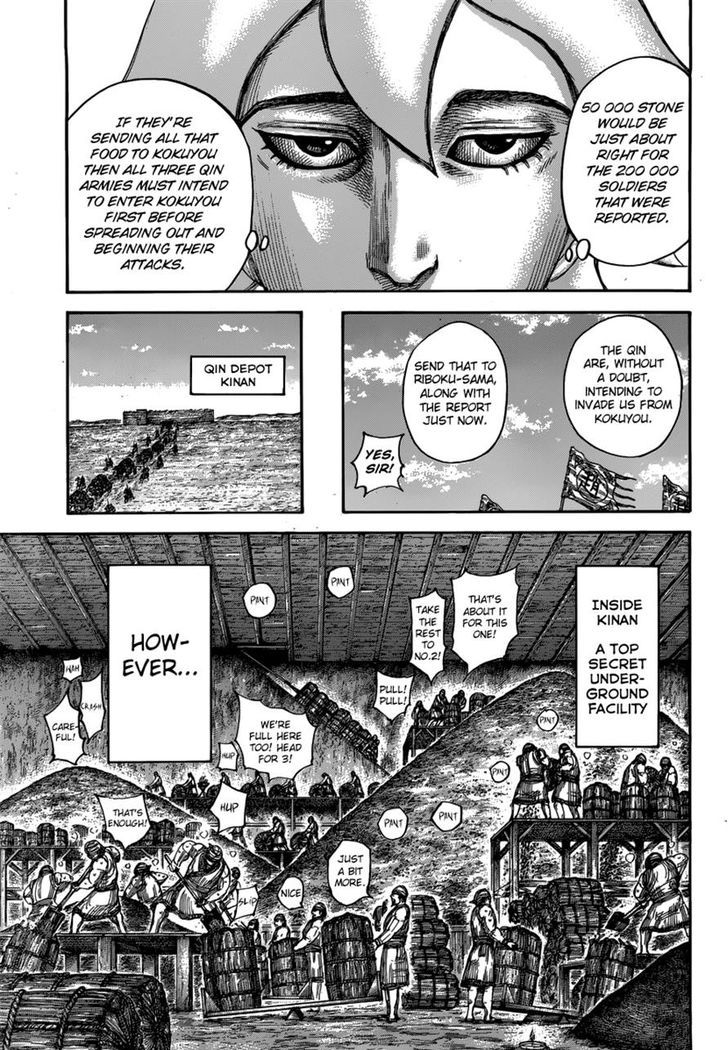 50 000 STONE
WOULD BE
JUST ABOUT
RIGHT FOR
THE 200 000
SOLDIERS
THAT WERE
REPORTED.
IF THEY'RE
SENDING ALL THAT
FOOD TO KOKUYOU
THEN ALL THREE QIN
ARMIES MUST INTEND
TO ENTER KOKUYOU
FIRST BEFORE
SPREADING OUT AND
BEGINNING THEIR
ATTACKS.
THE QIN
ARE, WITHOUT
A DOUBT,
INTENDING TO
INVADE US FROM
KOKUYOU.
SEND THAT TO
RIBOKU-SAMA,
ALONG WITH
THE REPORT
JUST NOW.
YES,
SIR!
QIN DEPOT
KINAN
INSIDE
KINAN
A TOP
SECRET
UNDER-
GROUND
FACILITY
THAT'S
ABOUT IT
FOR THIS
ONE!
TAKE
THE REST
TO
NO.2!
PANT
PANT
PULL!
PULL!
HOW-
EVER...
WAH
CRASH
CARE-
FUL!
WE'RE
FULL HERE
TOO! HEAD
FOR 3!
HUP
HUP
THAT'S
ENOUGH!
PANT
PANT
PANT
PANT
JUST
A BIT
MORE.
NICE
SLIP